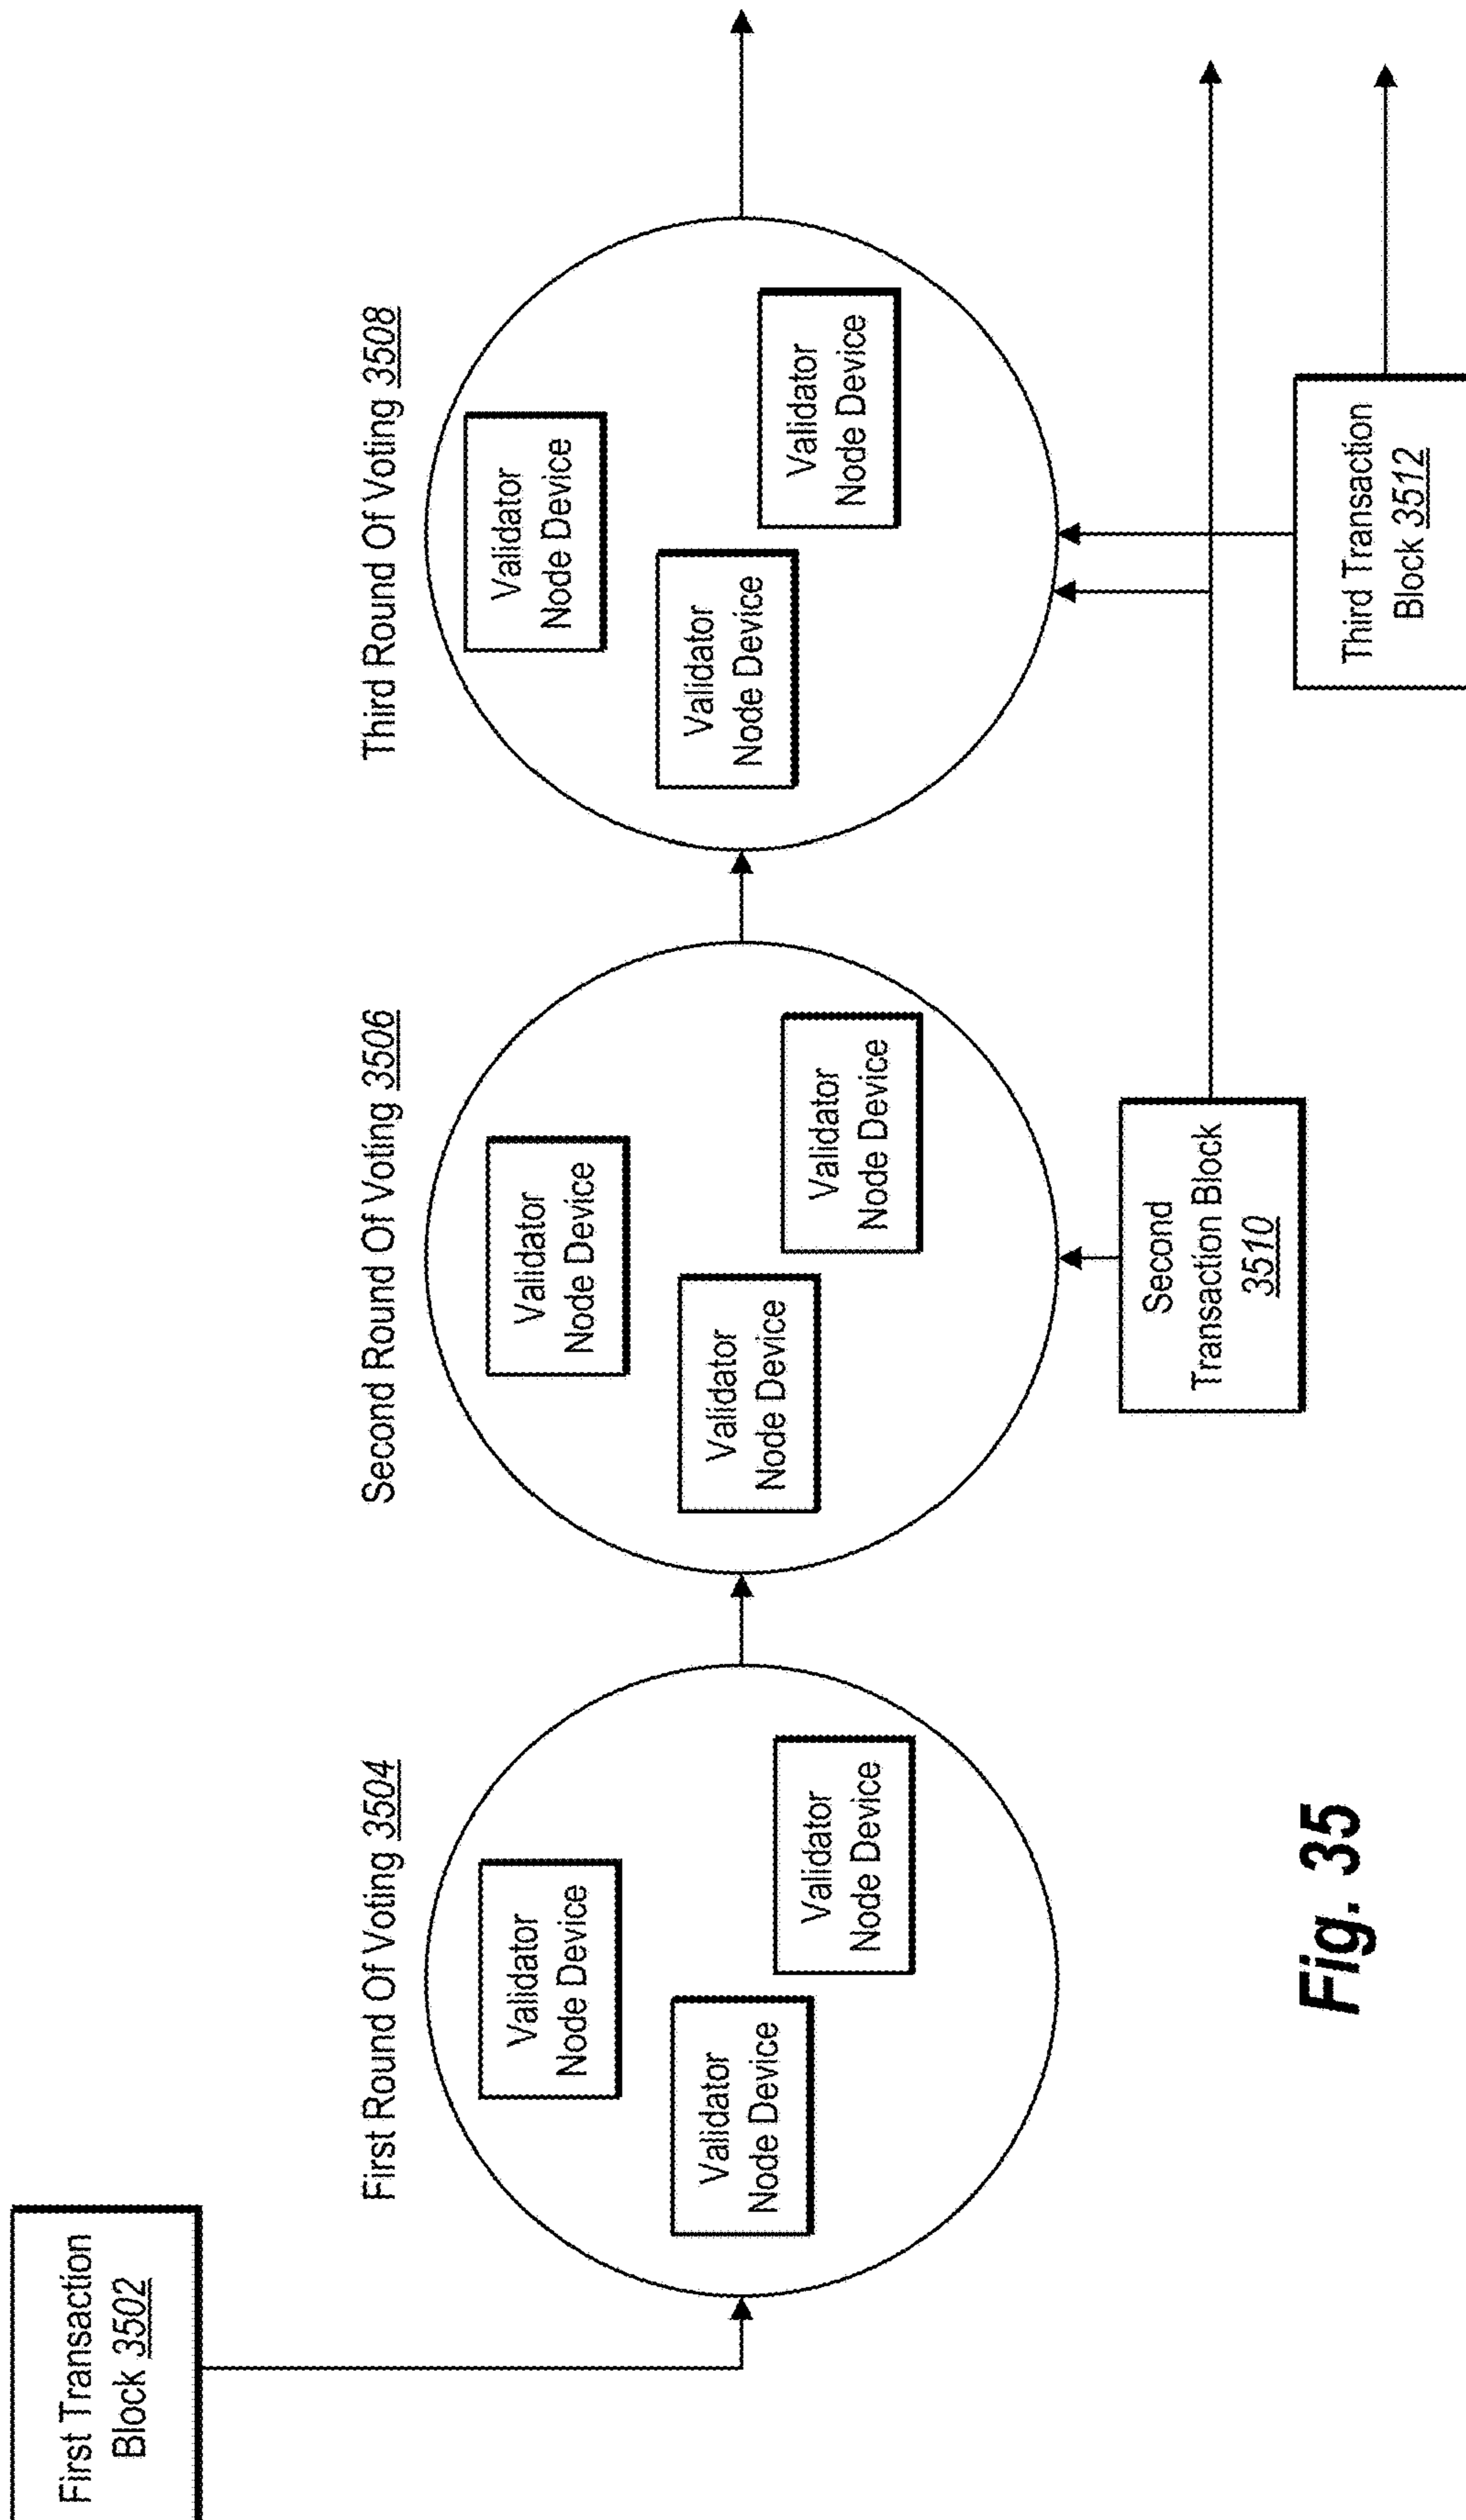 First Transaction
Block 3502
First Round Of Voting 3504
Validator
Node Device
Validator
Node Device
Validator
Node Device
Second Round Of Voting 3506
Validator
Node Device
Validator
Node Device
Validator
Node Device
Third Round Of Voting 3508
Validator
Node Device
Validator
Node Device
Validator
Node Device
Second
Transaction Block
3510
Third Transaction
Block 3512
Fig. 35